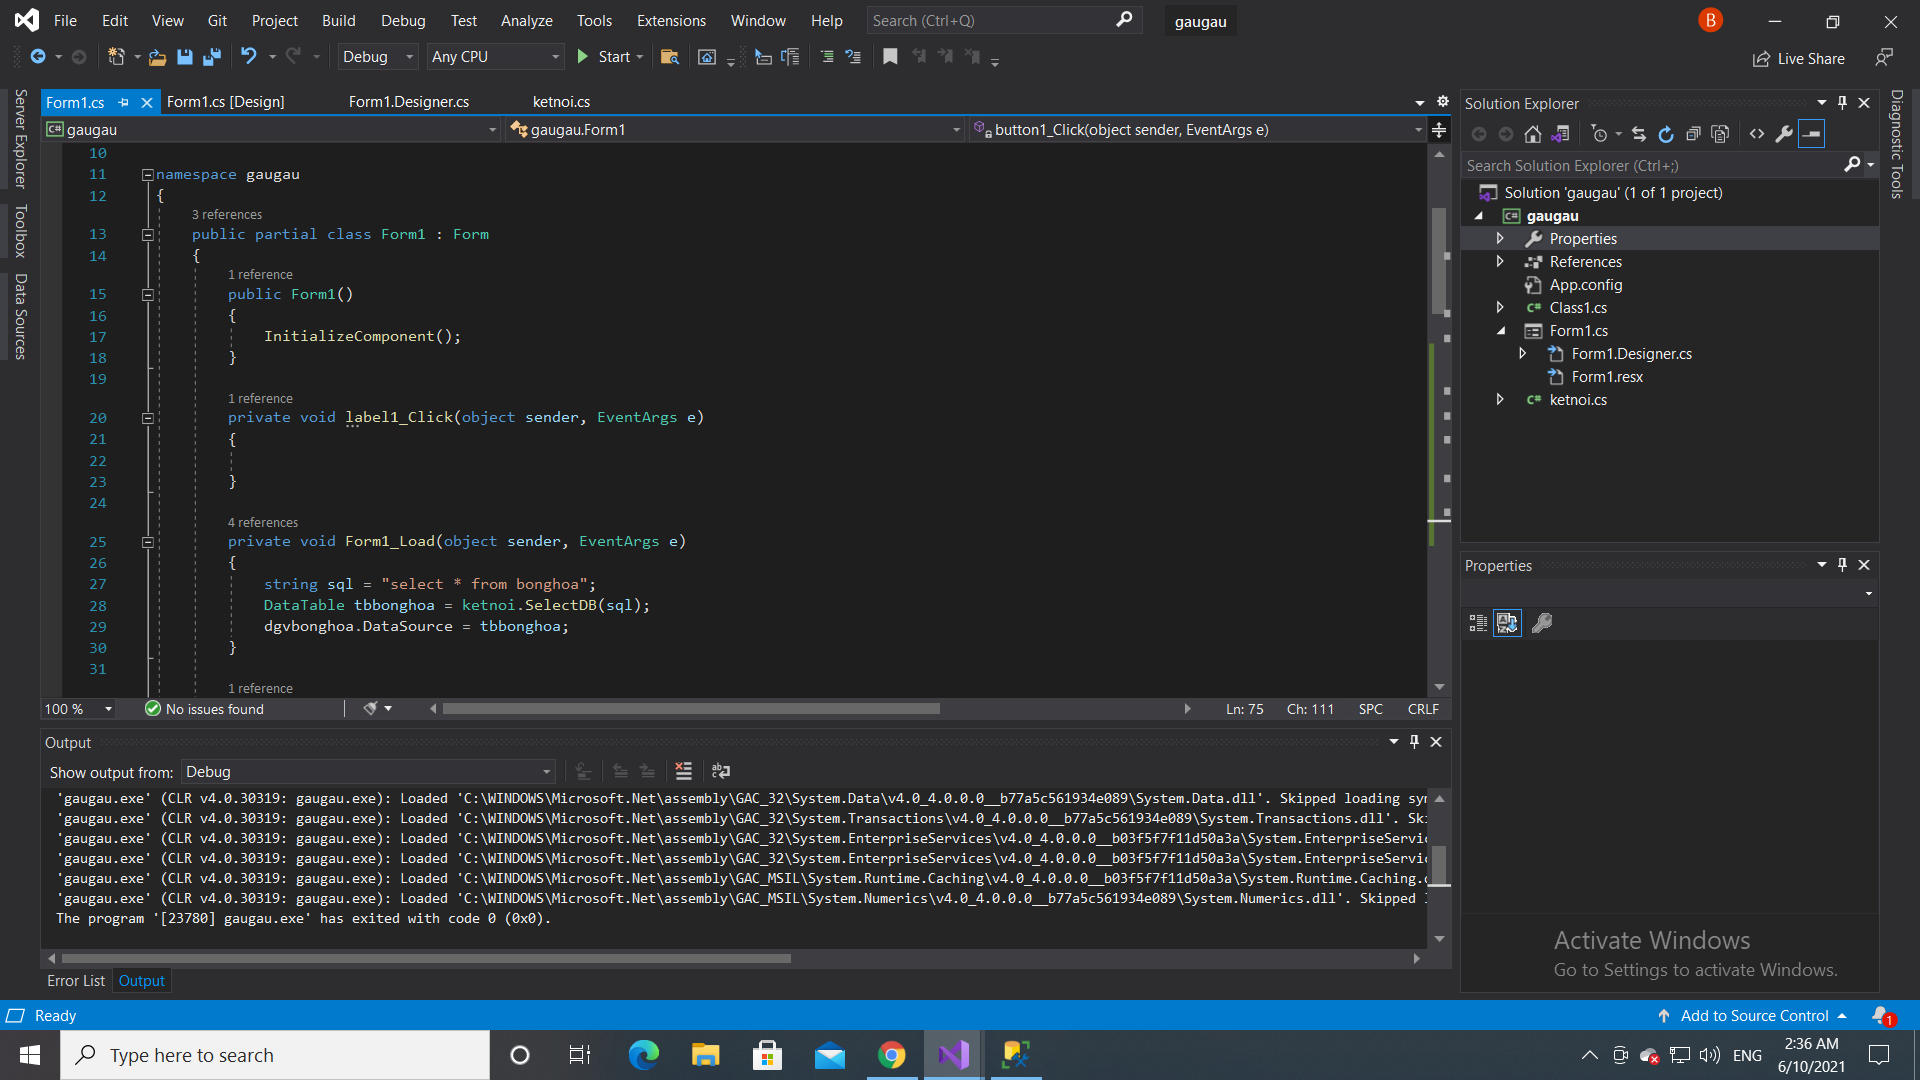 File Edit View Git Project Build Debug Test Analyze Tools Extensions Window Help Search (Ctrl+Q) gaugau B
Debug Any CPU Start Live Share
Server Explorer
Toolbox
Data Sources
Form1.cs Form1.cs [Design] Form1.Designer.cs ketnoi.cs
C# gaugau gaugau.Form1 button1_Click(object sender, EventArgs e)
10
11 namespace gaugau
12 {
3 references
13 public partial class Form1 : Form
14 {
1 reference
15 public Form1()
16 {
17 InitializeComponent();
18 }
19
1 reference
20 private void label1_Click(object sender, EventArgs e)
21 {
22
23 }
24
4 references
25 private void Form1_Load(object sender, EventArgs e)
26 {
27 string sql = "select * from bonghoa";
28 DataTable tbbonghoa = ketnoi.SelectDB(sql);
29 dgvbonghoa.DataSource = tbbonghoa;
30 }
31
1 reference
100 % No issues found Ln: 75 Ch: 111 SPC CRLF
Output
Show output from: Debug
'gaugau.exe' (CLR v4.0.30319: gaugau.exe): Loaded 'C:\WINDOWS\Microsoft.Net\assembly\GAC_32\System.Data\v4.0_4.0.0.0__b77a5c561934e089\System.Data.dll'. Skipped loading syn
'gaugau.exe' (CLR v4.0.30319: gaugau.exe): Loaded 'C:\WINDOWS\Microsoft.Net\assembly\GAC_32\System.Transactions\v4.0_4.0.0.0__b77a5c561934e089\System.Transactions.dll'. Ski
'gaugau.exe' (CLR v4.0.30319: gaugau.exe): Loaded 'C:\WINDOWS\Microsoft.Net\assembly\GAC_32\System.EnterpriseServices\v4.0_4.0.0.0__b03f5f7f11d50a3a\System.EnterpriseServic
'gaugau.exe' (CLR v4.0.30319: gaugau.exe): Loaded 'C:\WINDOWS\Microsoft.Net\assembly\GAC_32\System.EnterpriseServices\v4.0_4.0.0.0__b03f5f7f11d50a3a\System.EnterpriseServic
'gaugau.exe' (CLR v4.0.30319: gaugau.exe): Loaded 'C:\WINDOWS\Microsoft.Net\assembly\GAC_MSIL\System.Runtime.Caching\v4.0_4.0.0.0__b03f5f7f11d50a3a\System.Runtime.Caching.
'gaugau.exe' (CLR v4.0.30319: gaugau.exe): Loaded 'C:\WINDOWS\Microsoft.Net\assembly\GAC_MSIL\System.Numerics\v4.0_4.0.0.0__b77a5c561934e089\System.Numerics.dll'. Skipped
The program '[23780] gaugau.exe' has exited with code 0 (0x0).
Error List Output
Solution Explorer
Search Solution Explorer (Ctrl+;)
Solution 'gaugau' (1 of 1 project)
C# gaugau
Properties
References
App.config
C# Class1.cs
Form1.cs
Form1.Designer.cs
Form1.resx
C# ketnoi.cs
Properties
Diagnostic Tools
Activate Windows
Go to Settings to activate Windows.
Ready Add to Source Control 1
Type here to search ENG 2:36 AM
6/10/2021